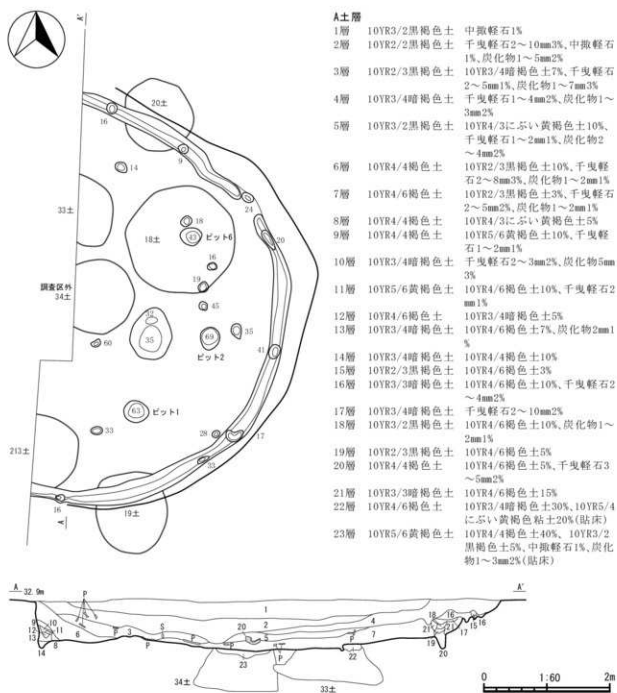 A土層
1層 10YR3/2黒褐色土 中掫軽石1%
2層 10YR2/2黒褐色土 千曳軽石2～10㎜3%､中掫軽石
1%､炭化物1～5㎜2%
3層 10YR2/3黒褐色土 10YR3/4暗褐色土7%､千曳軽石
2～5㎜1%､炭化物1～7㎜3%
4層 10YR3/4暗褐色土 千曳軽石1～4㎜2%､炭化物1～
3㎜2%
5層 10YR3/2黒褐色土 10YR4/3にぶい黄褐色土10%､
千曳軽石1～2㎜1%､炭化物2
～4㎜2%
6層 10YR4/4褐色土 10YR2/3黒褐色土10%､千曳軽
石2～8㎜3%､炭化物1～2㎜1%
7層 10YR4/6褐色土 10YR2/3黒褐色土3%､千曳軽石
2～5㎜2%､炭化物1～2㎜1%
8層 10YR4/4褐色土 10YR4/3にぶい黄褐色土5%
9層 10YR4/4褐色土 10YR5/6黄褐色土10%､千曳軽
石1～2㎜1%
10層 10YR3/4暗褐色土 千曳軽石2～3㎜2%､炭化物5㎜
3%
11層 10YR5/6黄褐色土 10YR4/6褐色土10%､千曳軽石2
㎜1%
12層 10YR4/6褐色土 10YR3/4暗褐色土5%
13層 10YR3/4暗褐色土 10YR4/6褐色土7%､炭化物2㎜1
%
14層 10YR3/4暗褐色土 10YR4/4褐色土10%
15層 10YR2/3黒褐色土 10YR4/6褐色土3%
16層 10YR3/3暗褐色土 10YR4/6褐色土10%､千曳軽石2
～4㎜2%
17層 10YR3/4暗褐色土 千曳軽石2～10㎜2%
18層 10YR3/2黒褐色土 10YR4/6褐色土10%､炭化物1～
2㎜1%
19層 10YR2/3黒褐色土 10YR4/6褐色土5%
20層 10YR4/4褐色土 10YR4/6褐色土5%､千曳軽石3
～5㎜2%
21層 10YR3/3暗褐色土 10YR4/6褐色土15%
22層 10YR4/6褐色土 10YR3/4暗褐色土30%､10YR5/4
にぶい黄褐色粘土20%(貼床)
23層 10YR5/6黄褐色土 10YR4/4褐色土40%､ 10YR3/2
黒褐色土5%､中掫軽石1%､炭化
物1～3㎜2%(貼床)
A'
20土
16
9
14
24
33土
18
43 ピット6
18土
20
16
調査区外
34土
19
45
35
60
35
69
ピット2
41
63 ピット1
33
28
17
213土
33
16
A
19土
A 32.9m
A'
P
1
2
4
16
9
10
12
11
13
6
3
S
20
7
15
16
17
14
8
P
23
22
19
20
34土
33土
0 1:60 2m